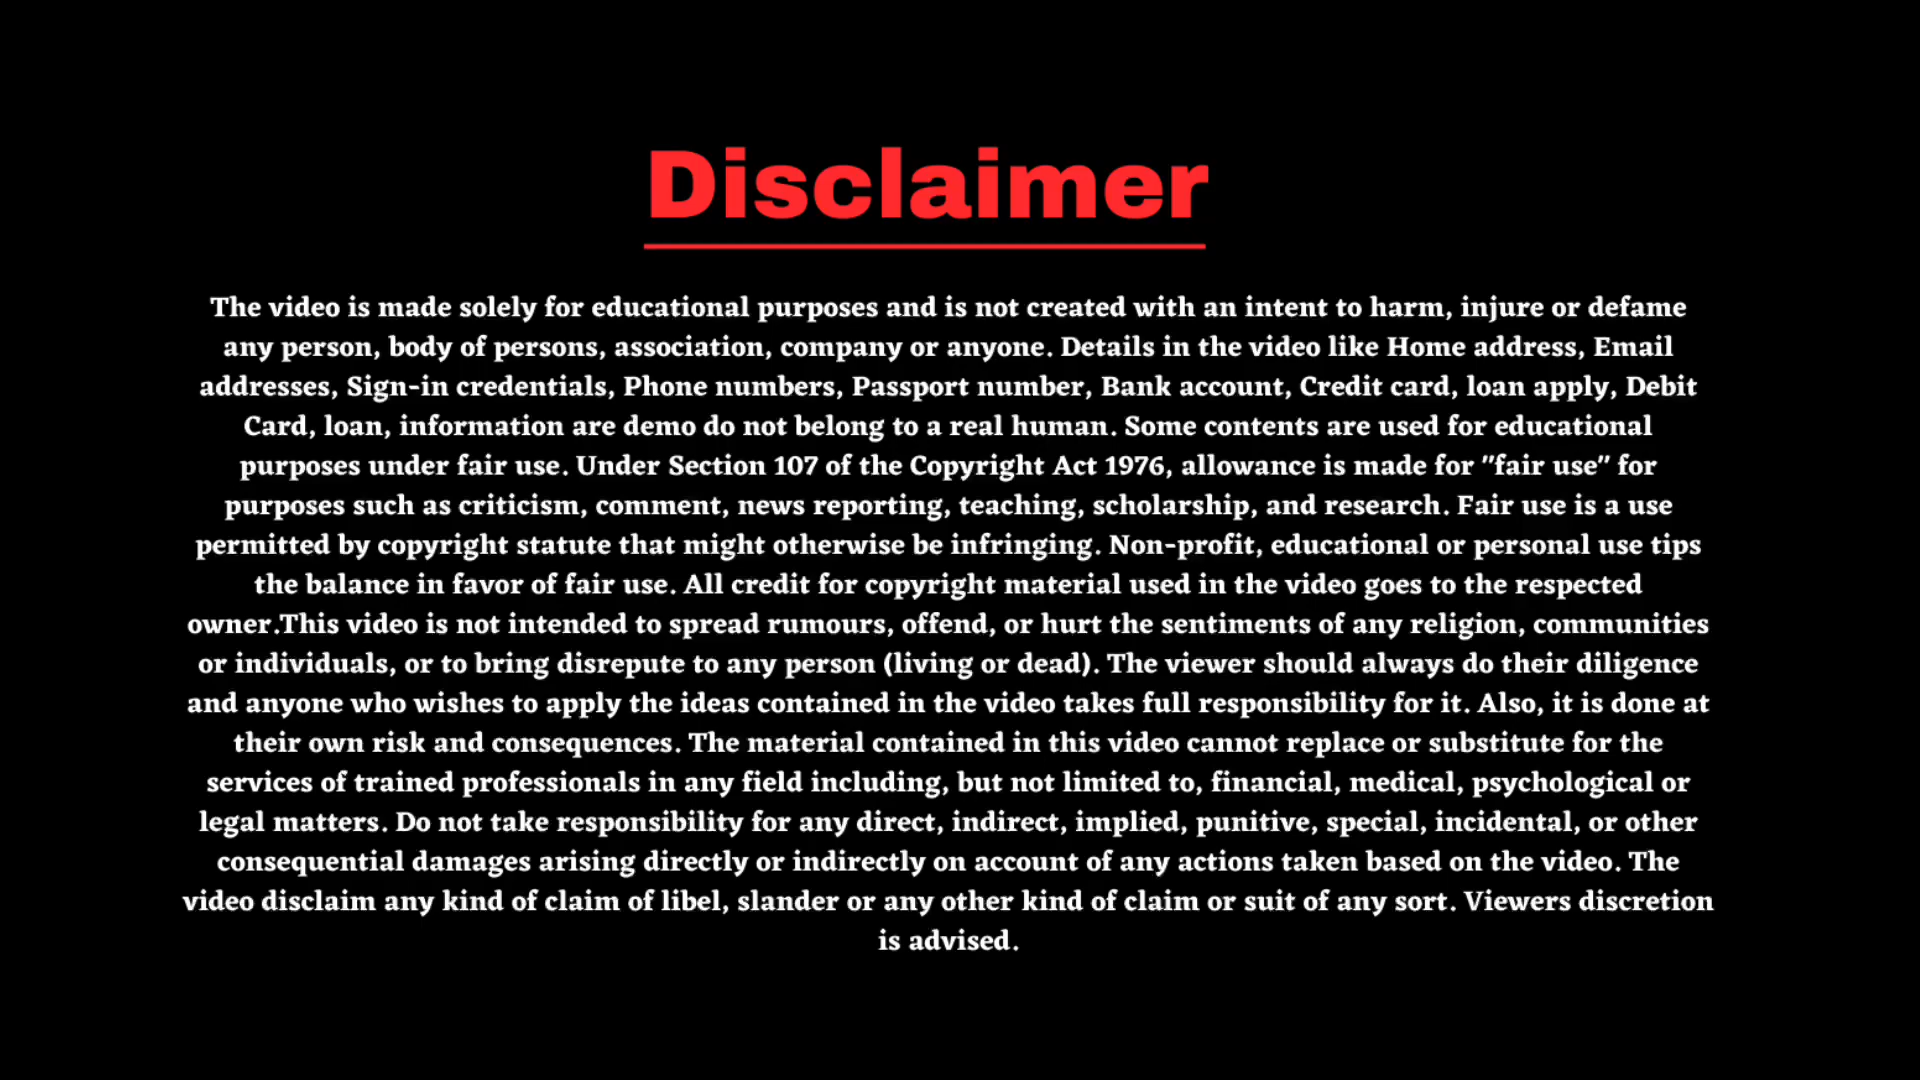 Disclaimer
The video is made solely for educational purposes and is not created with an intent to harm, injure or defame
any person, body of persons, association, company or anyone. Details in the video like Home address, Email
addresses, Sign-in credentials, Phone numbers, Passport number, Bank account, Credit card, loan apply, Debit
Card, loan, information are demo do not belong to a real human. Some contents are used for educational
purposes under fair use. Under Section 107 of the Copyright Act 1976, allowance is made for "fair use" for
purposes such as criticism, comment, news reporting, teaching, scholarship, and research. Fair use is a use
permitted by copyright statute that might otherwise be infringing. Non-profit, educational or personal use tips
the balance in favor of fair use. All credit for copyright material used in the video goes to the respected
owner.This video is not intended to spread rumours, offend, or hurt the sentiments of any religion, communities
or individuals, or to bring disrepute to any person (living or dead). The viewer should always do their diligence
and anyone who wishes to apply the ideas contained in the video takes full responsibility for it. Also, it is done at
their own risk and consequences. The material contained in this video cannot replace or substitute for the
services of trained professionals in any field including, but not limited to, financial, medical, psychological or
legal matters. Do not take responsibility for any direct, indirect, implied, punitive, special, incidental, or other
consequential damages arising directly or indirectly on account of any actions taken based on the video. The
video disclaim any kind of claim of libel, slander or any other kind of claim or suit of any sort. Viewers discretion
is advised.